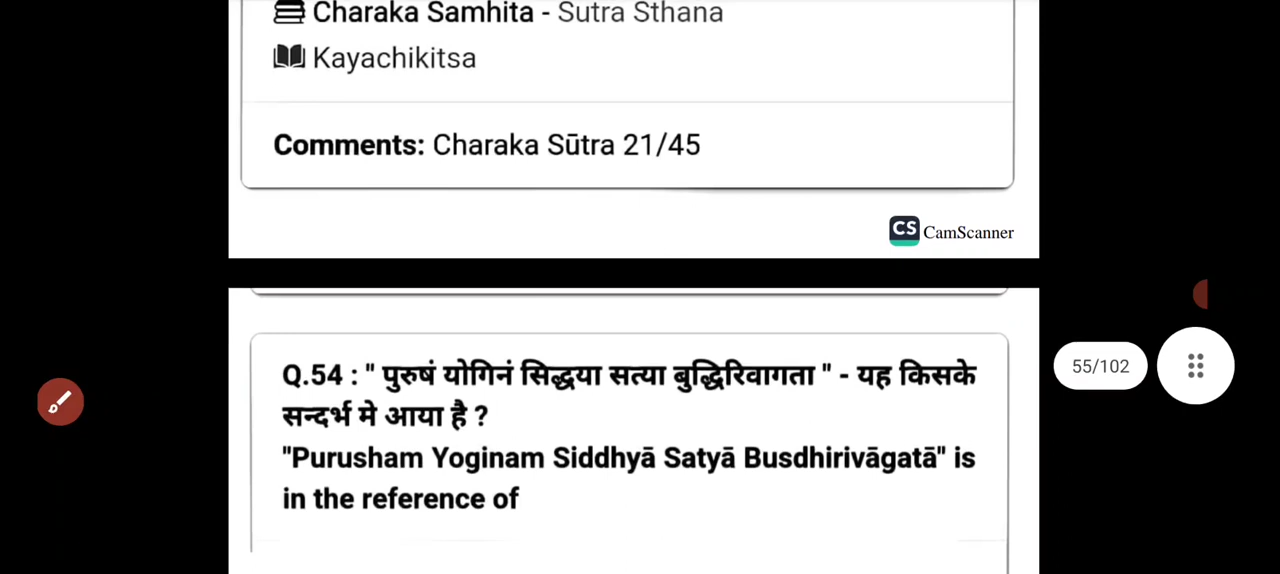 Charaka Samhita - Sutra Sthana
Kayachikitsa
Comments: Charaka Sūtra 21/45
CS CamScanner
Q.54 : " पुरुषं योगिनं सिद्धया सत्या बुद्धिरिवागता " - यह किसके
सन्दर्भ मे आया है ?
"Purusham Yoginam Siddhyā Satyā Busdhirivāgatā" is
in the reference of
55/102